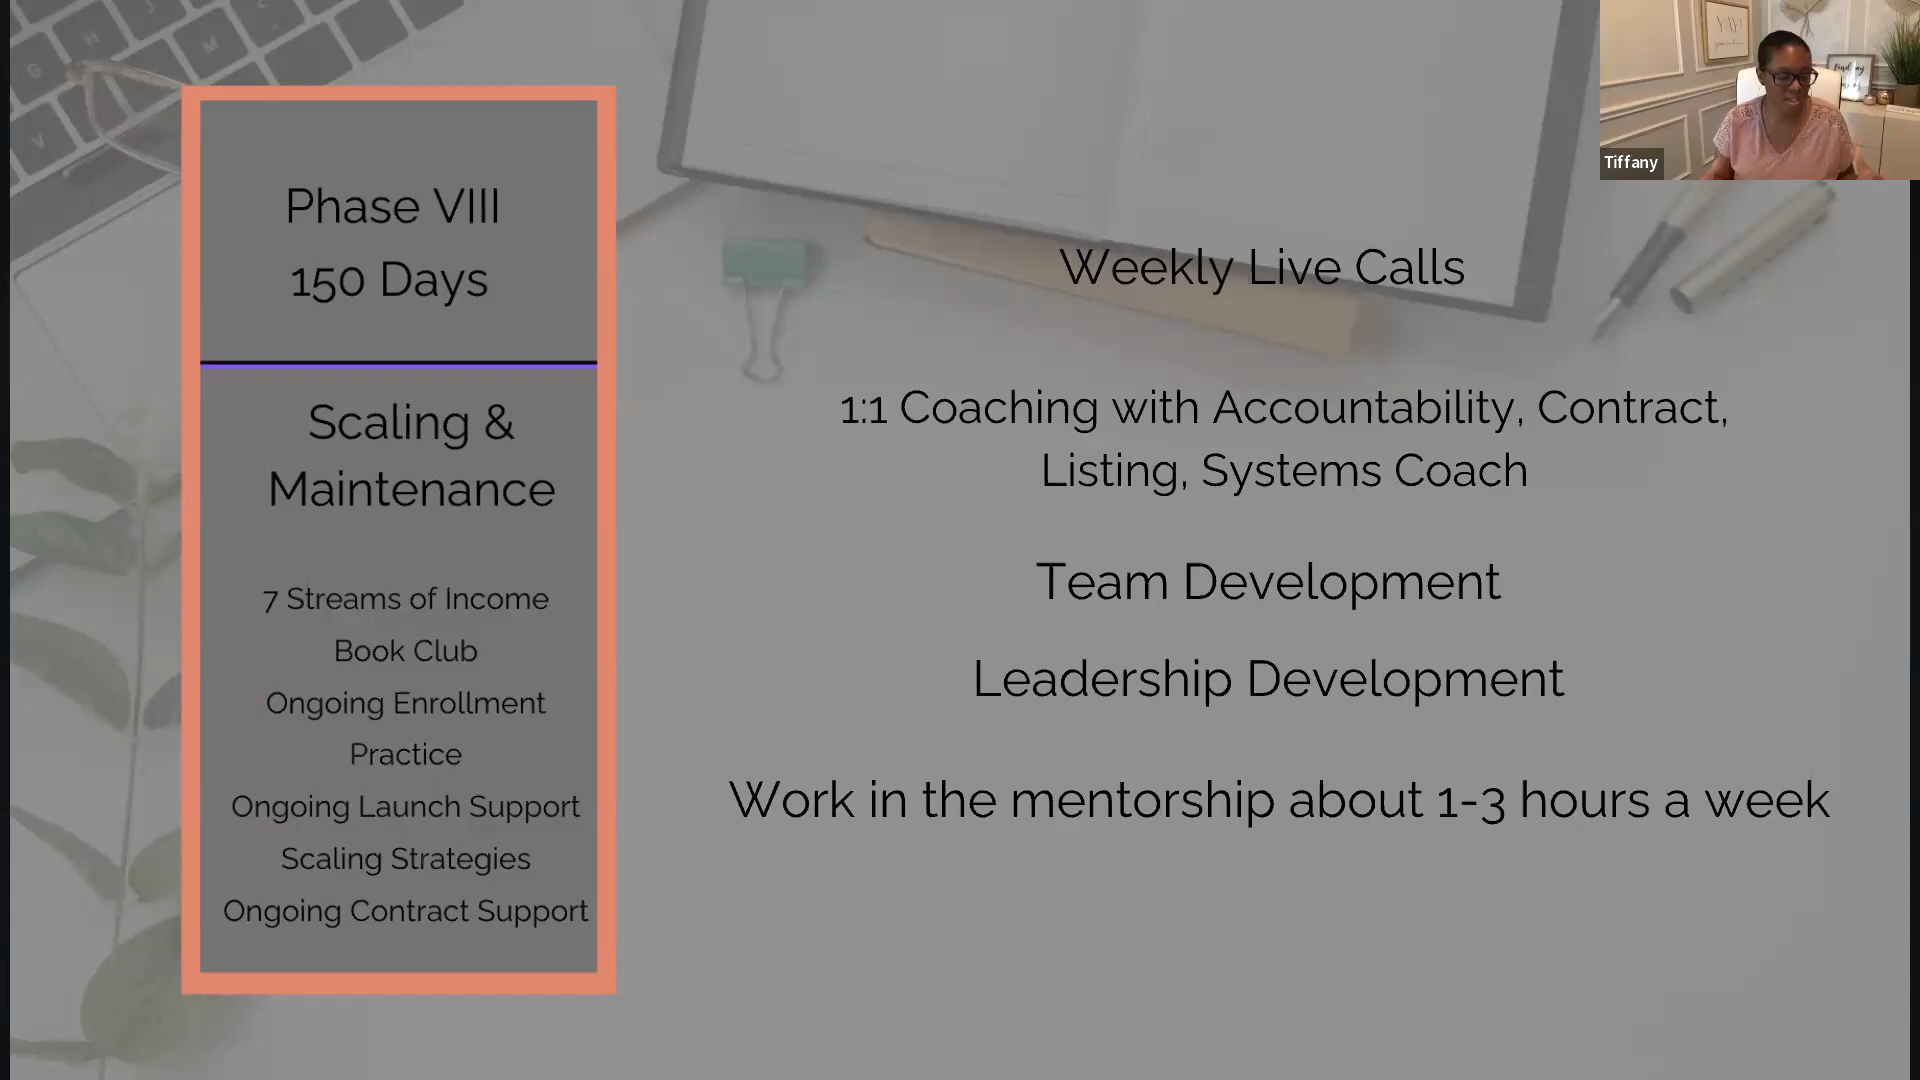 Phase VIII
150 Days
Scaling &
Maintenance
7 Streams of Income
Book Club
Ongoing Enrollment
Practice
Ongoing Launch Support
Scaling Strategies
Ongoing Contract Support
Weekly Live Calls
1:1 Coaching with Accountability, Contract,
Listing, Systems Coach
Team Development
Leadership Development
Work in the mentorship about 1-3 hours a week
YAY!
Tiffany
H
J
M
G
V